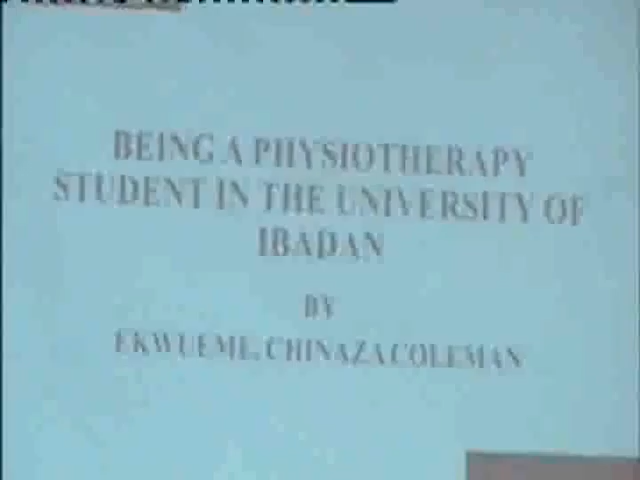 BEING A PHYSIOTHERAPY
STUDENT IN THE UNIVERSITY OF
IBADAN
BY
EKWUEME, CHINAZA COLEMAN